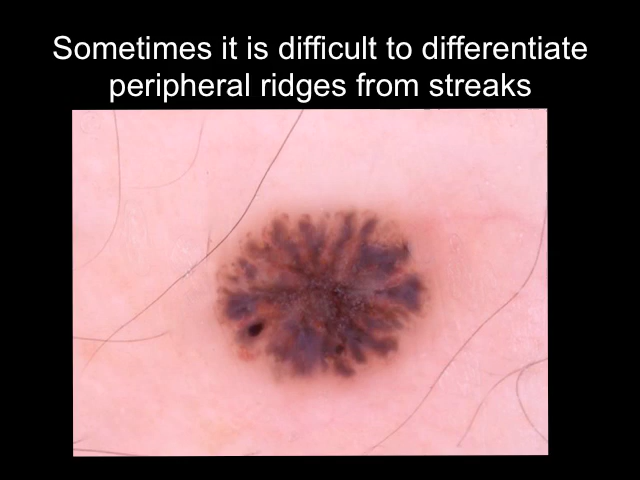 Sometimes it is difficult to differentiate
peripheral ridges from streaks